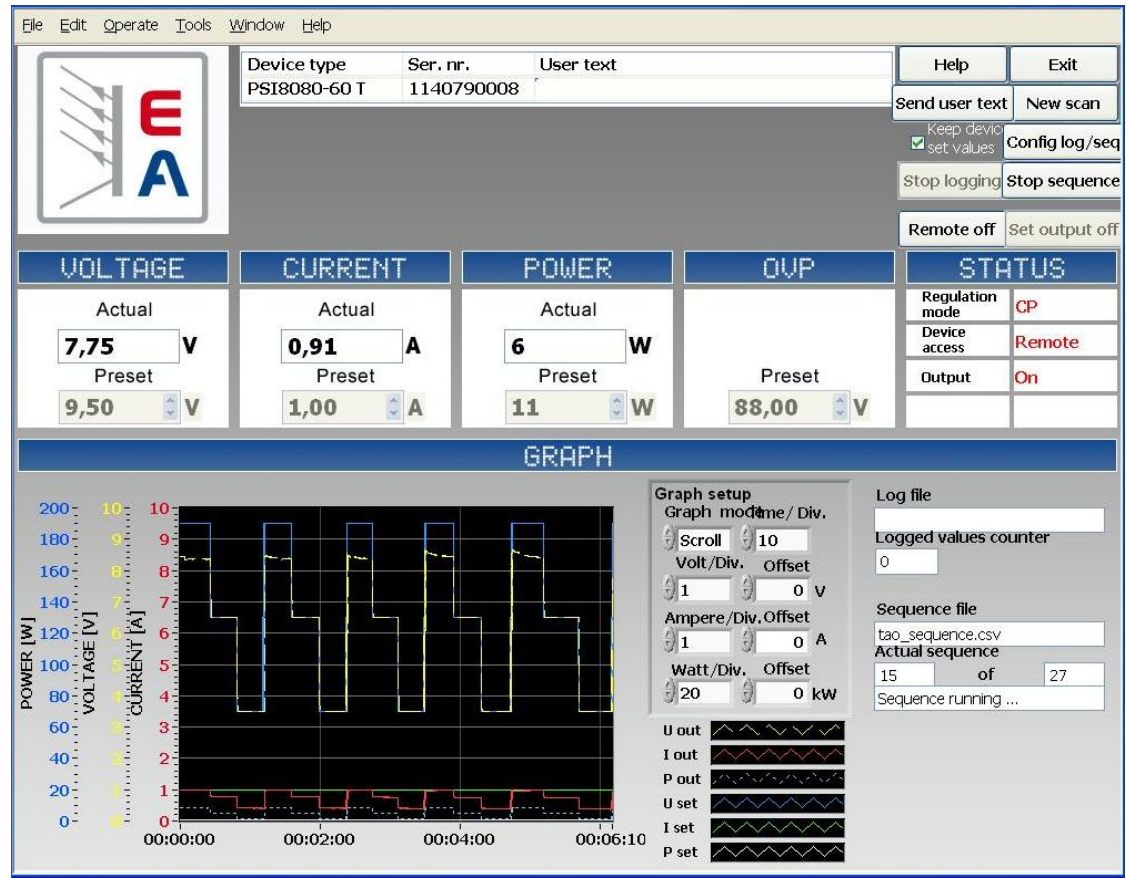 File Edit Operate Tools Window Help
EA
Device type Ser. nr. User text
PSI8080-60 T 1140790008
Help Exit
Send user text New scan
Keep devic
set values
Config log/seq
Stop logging Stop sequence
Remote off Set output off
VOLTAGE CURRENT POWER OVP STATUS
Actual Actual Actual
7,75 V 0,91 A 6 W
Preset Preset Preset Preset
9,50 V 1,00 A 11 W 88,00 V
Regulation mode CP
Device access Remote
Output On
GRAPH
POWER [W]
VOLTAGE [V]
CURRENT [A]
200 10 10
180 9 9
160 8 8
140 7 7
120 6 6
100 5 5
80 4 4
60 3 3
40 2 2
20 1 1
0 0 0
00:00:00 00:02:00 00:04:00 00:06:10
Graph setup
Graph mode Time/ Div.
Scroll 10
Volt/Div. Offset
1 0 V
Ampere/Div. Offset
1 0 A
Watt/Div. Offset
20 0 kW
U out
I out
P out
U set
I set
P set
Log file
Logged values counter
0
Sequence file
tao_sequence.csv
Actual sequence
15 of 27
Sequence running ...